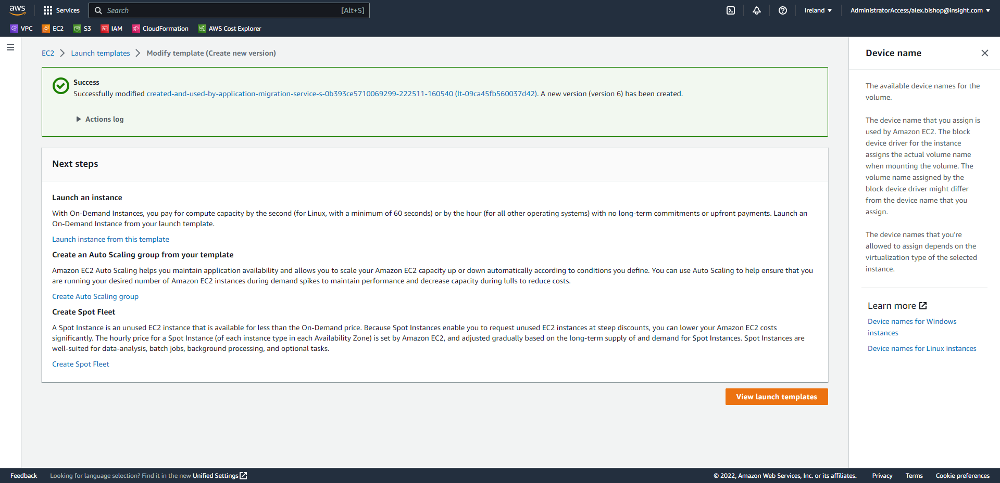 aws
Services
Search
[Alt+S]
Ireland ▼
AdministratorAccess/alex.bishop@insight.com ▼
VPC
EC2
S3
IAM
CloudFormation
AWS Cost Explorer
EC2 > Launch templates > Modify template (Create new version)
Success
Successfully modified created-and-used-by-application-migration-service-s-0b393ce5710069299-222511-160540 (lt-09ca45fb560037d42). A new version (version 6) has been created.
Actions log
Next steps
Launch an instance
With On-Demand Instances, you pay for compute capacity by the second (for Linux, with a minimum of 60 seconds) or by the hour (for all other operating systems) with no long-term commitments or upfront payments. Launch an
On-Demand Instance from your launch template.
Launch instance from this template
Create an Auto Scaling group from your template
Amazon EC2 Auto Scaling helps you maintain application availability and allows you to scale your Amazon EC2 capacity up or down automatically according to conditions you define. You can use Auto Scaling to help ensure that you
are running your desired number of Amazon EC2 instances during demand spikes to maintain performance and decrease capacity during lulls to reduce costs.
Create Auto Scaling group
Create Spot Fleet
A Spot Instance is an unused EC2 instance that is available for less than the On-Demand price. Because Spot Instances enable you to request unused EC2 instances at steep discounts, you can lower your Amazon EC2 costs
significantly. The hourly price for a Spot Instance (of each instance type in each Availability Zone) is set by Amazon EC2, and adjusted gradually based on the long-term supply of and demand for Spot Instances. Spot Instances are
well-suited for data-analysis, batch jobs, background processing, and optional tasks.
Create Spot Fleet
View launch templates
Device name
The available device names for the
volume.
The device name that you assign is
used by Amazon EC2. The block
device driver for the instance
assigns the actual volume name
when mounting the volume. The
volume name assigned by the
block device driver might differ
from the device name that you
assign.
The device names that you're
allowed to assign depends on the
virtualization type of the selected
instance.
Learn more
Device names for Windows
instances
Device names for Linux instances
Feedback
Looking for language selection? Find it in the new Unified Settings
© 2022, Amazon Web Services, Inc. or its affiliates.
Privacy
Terms
Cookie preferences